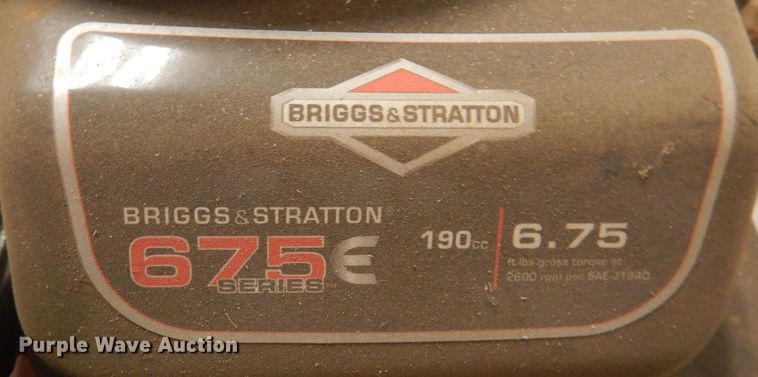 BRIGGS&STRATTON
BRIGGS&STRATTON
675E
SERIES™
190cc 6.75
ft-lbs-gross torque at
2600 rpm per SAE J1940
Purple Wave Auction